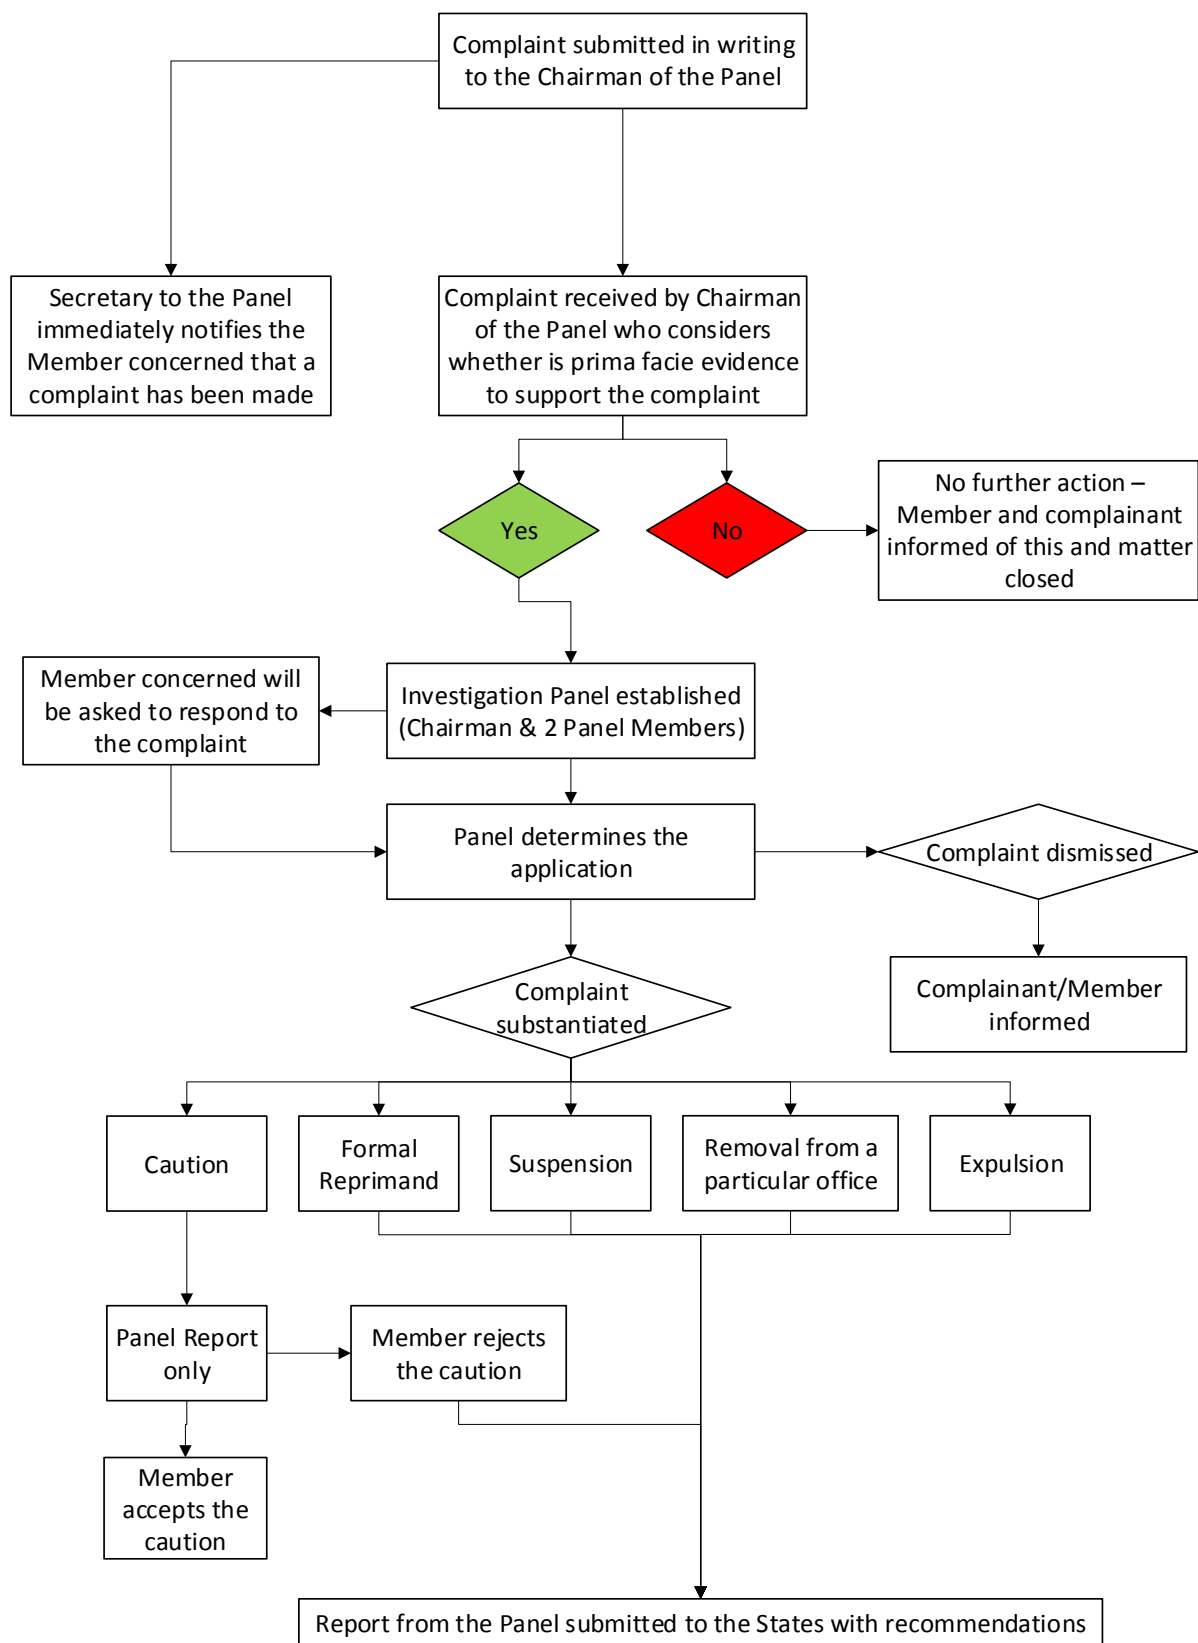 Complaint submitted in writing
to the Chairman of the Panel
Secretary to the Panel
immediately notifies the
Member concerned that a
complaint has been made
Complaint received by Chairman
of the Panel who considers
whether is prima facie evidence
to support the complaint
Yes
No
No further action –
Member and complainant
informed of this and matter
closed
Member concerned will
be asked to respond to
the complaint
Investigation Panel established
(Chairman & 2 Panel Members)
Panel determines the
application
Complaint dismissed
Complaint
substantiated
Complainant/Member
informed
Caution
Formal
Reprimand
Suspension
Removal from a
particular office
Expulsion
Panel Report
only
Member rejects
the caution
Member
accepts the
caution
Report from the Panel submitted to the States with recommendations